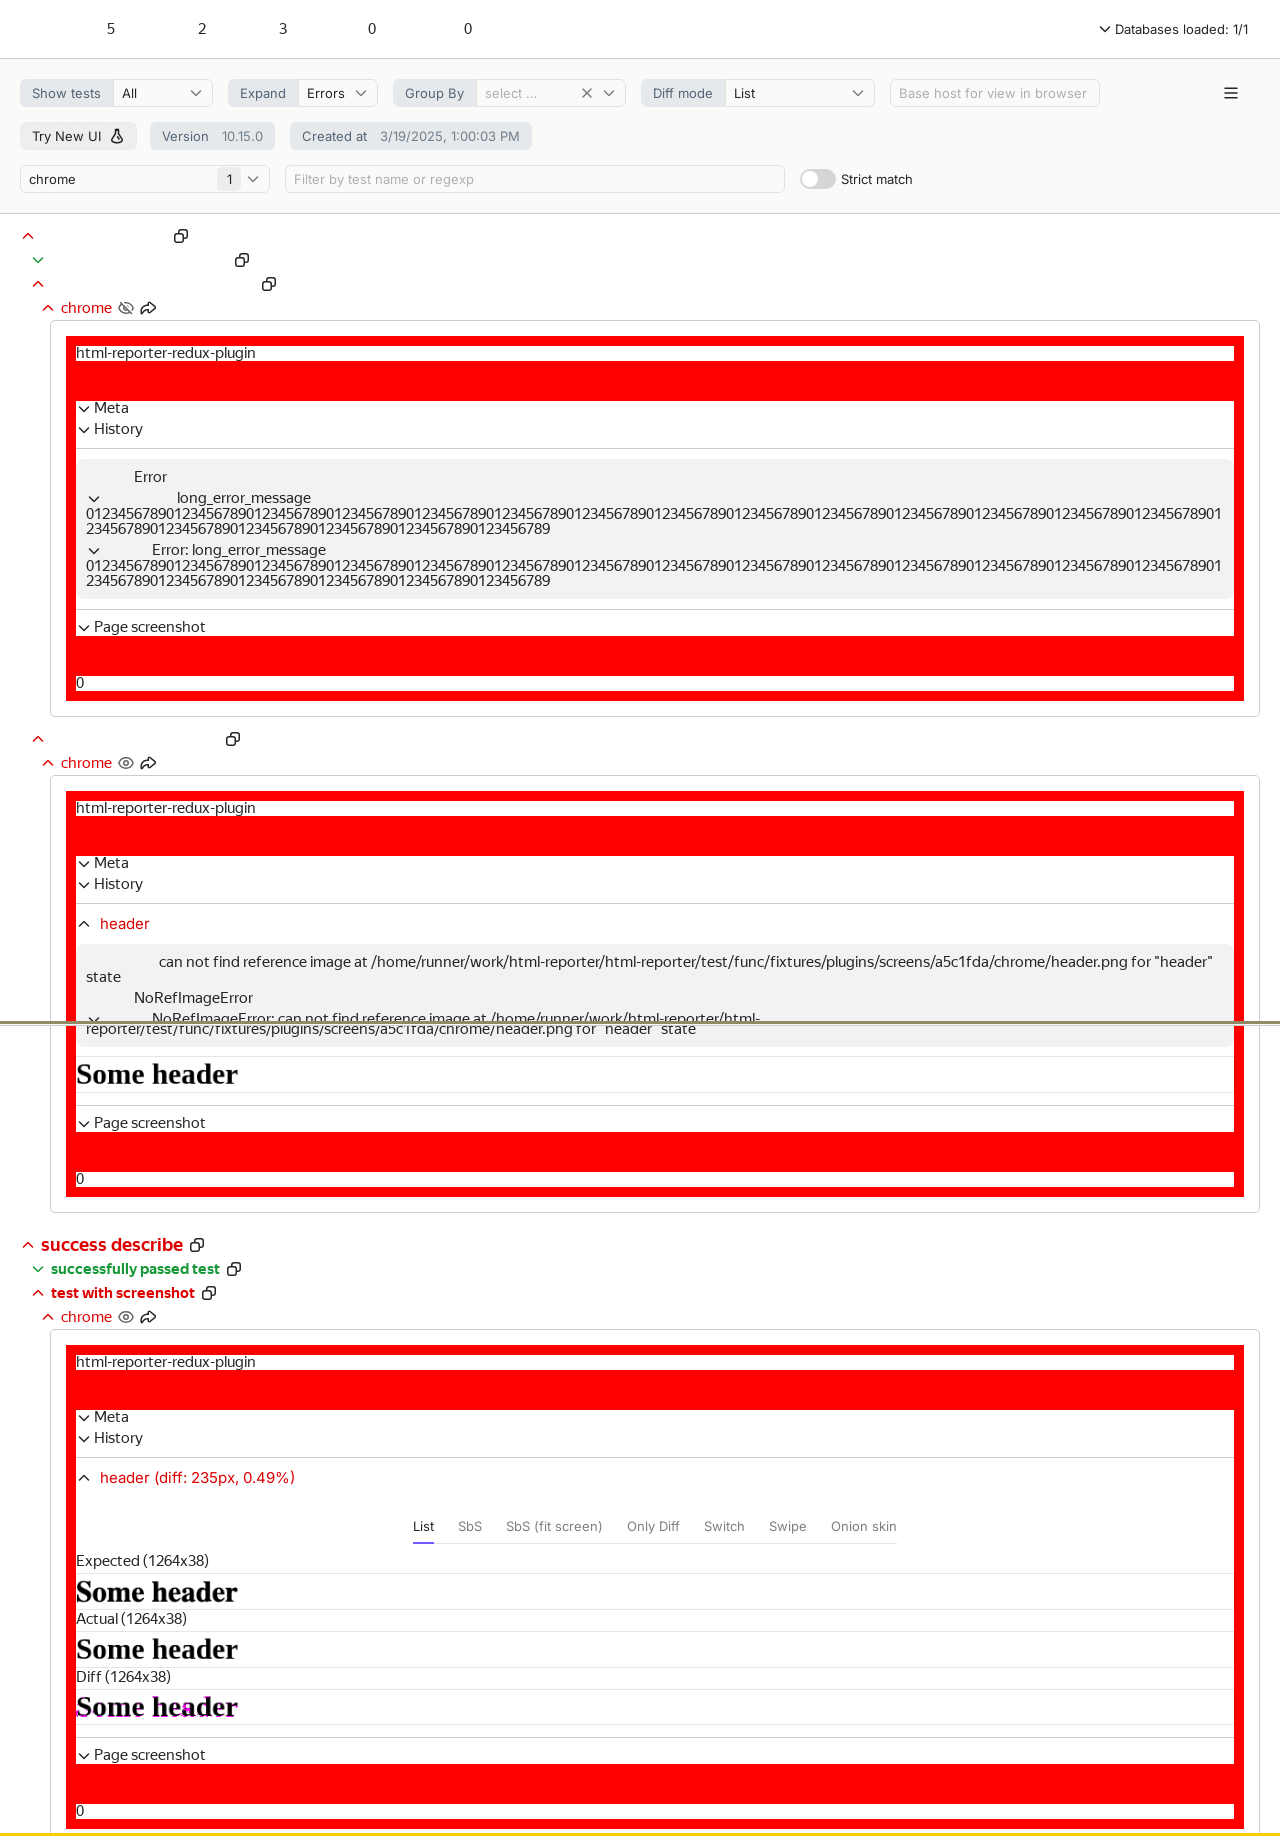 5 2 3 0 0 Databases loaded: 1/1
Show tests All Expand Errors Group By select ... Diff mode List Base host for view in browser
Try New UI Version 10.15.0 Created at 3/19/2025, 1:00:03 PM
chrome 1 Filter by test name or regexp Strict match
chrome
html-reporter-redux-plugin
Meta
History
Error
long_error_message
0123456789012345678901234567890123456789012345678901234567890123456789012345678901234567890123456789012345678901234567890123456789012345678901
2345678901234567890123456789012345678901234567890123456789
Error: long_error_message
0123456789012345678901234567890123456789012345678901234567890123456789012345678901234567890123456789012345678901234567890123456789012345678901
2345678901234567890123456789012345678901234567890123456789
Page screenshot
0
chrome
html-reporter-redux-plugin
Meta
History
header
can not find reference image at /home/runner/work/html-reporter/html-reporter/test/func/fixtures/plugins/screens/a5c1fda/chrome/header.png for "header"
state
NoRefImageError
NoRefImageError: can not find reference image at /home/runner/work/html-reporter/html-
reporter/test/func/fixtures/plugins/screens/a5c1fda/chrome/header.png for "header" state
Some header
Page screenshot
0
success describe
successfully passed test
test with screenshot
chrome
html-reporter-redux-plugin
Meta
History
header (diff: 235px, 0.49%)
List SbS SbS (fit screen) Only Diff Switch Swipe Onion skin
Expected (1264x38)
Some header
Actual (1264x38)
Some header
Diff (1264x38)
Some header
Page screenshot
0